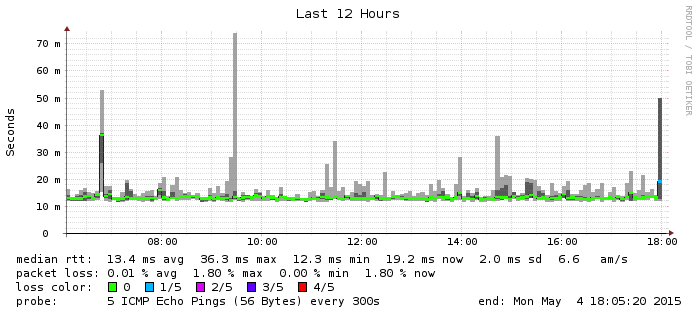 Last 12 Hours
RRDTOOL / TOBI OETIKER
Seconds
70 m
60 m
50 m
40 m
30 m
20 m
10 m
0
08:00 10:00 12:00 14:00 16:00 18:00
median rtt: 13.4 ms avg 36.3 ms max 12.3 ms min 19.2 ms now 2.0 ms sd 6.6 am/s
packet loss: 0.01 % avg 1.80 % max 0.00 % min 1.80 % now
loss color: 0 1/5 2/5 3/5 4/5
probe: 5 ICMP Echo Pings (56 Bytes) every 300s end: Mon May 4 18:05:20 2015